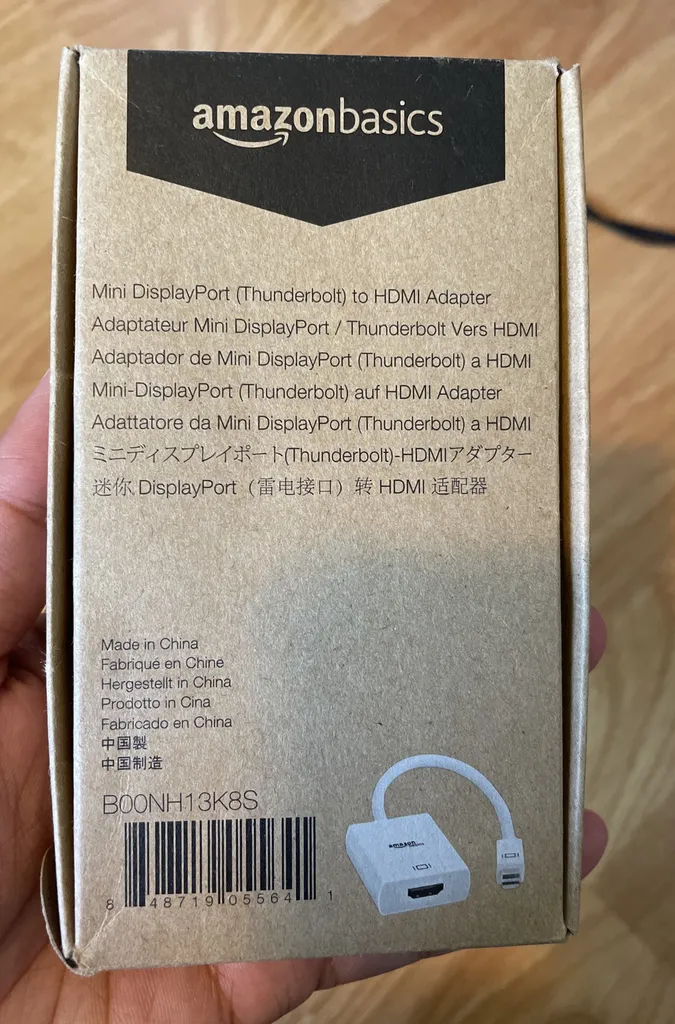 amazonbasics
Mini DisplayPort (Thunderbolt) to HDMI Adapter
Adaptateur Mini DisplayPort / Thunderbolt Vers HDMI
Adaptador de Mini DisplayPort (Thunderbolt) a HDMI
Mini-DisplayPort (Thunderbolt) auf HDMI Adapter
Adattatore da Mini DisplayPort (Thunderbolt) a HDMI
ミニディスプレイポート(Thunderbolt)-HDMIアダプター
迷你 DisplayPort（雷电接口）转 HDMI 适配器
Made in China
Fabriqué en Chine
Hergestellt in China
Prodotto in Cina
Fabricado en China
中国製
中国制造
B00NH13K8S
8 48719 05564 1
amazon
basics